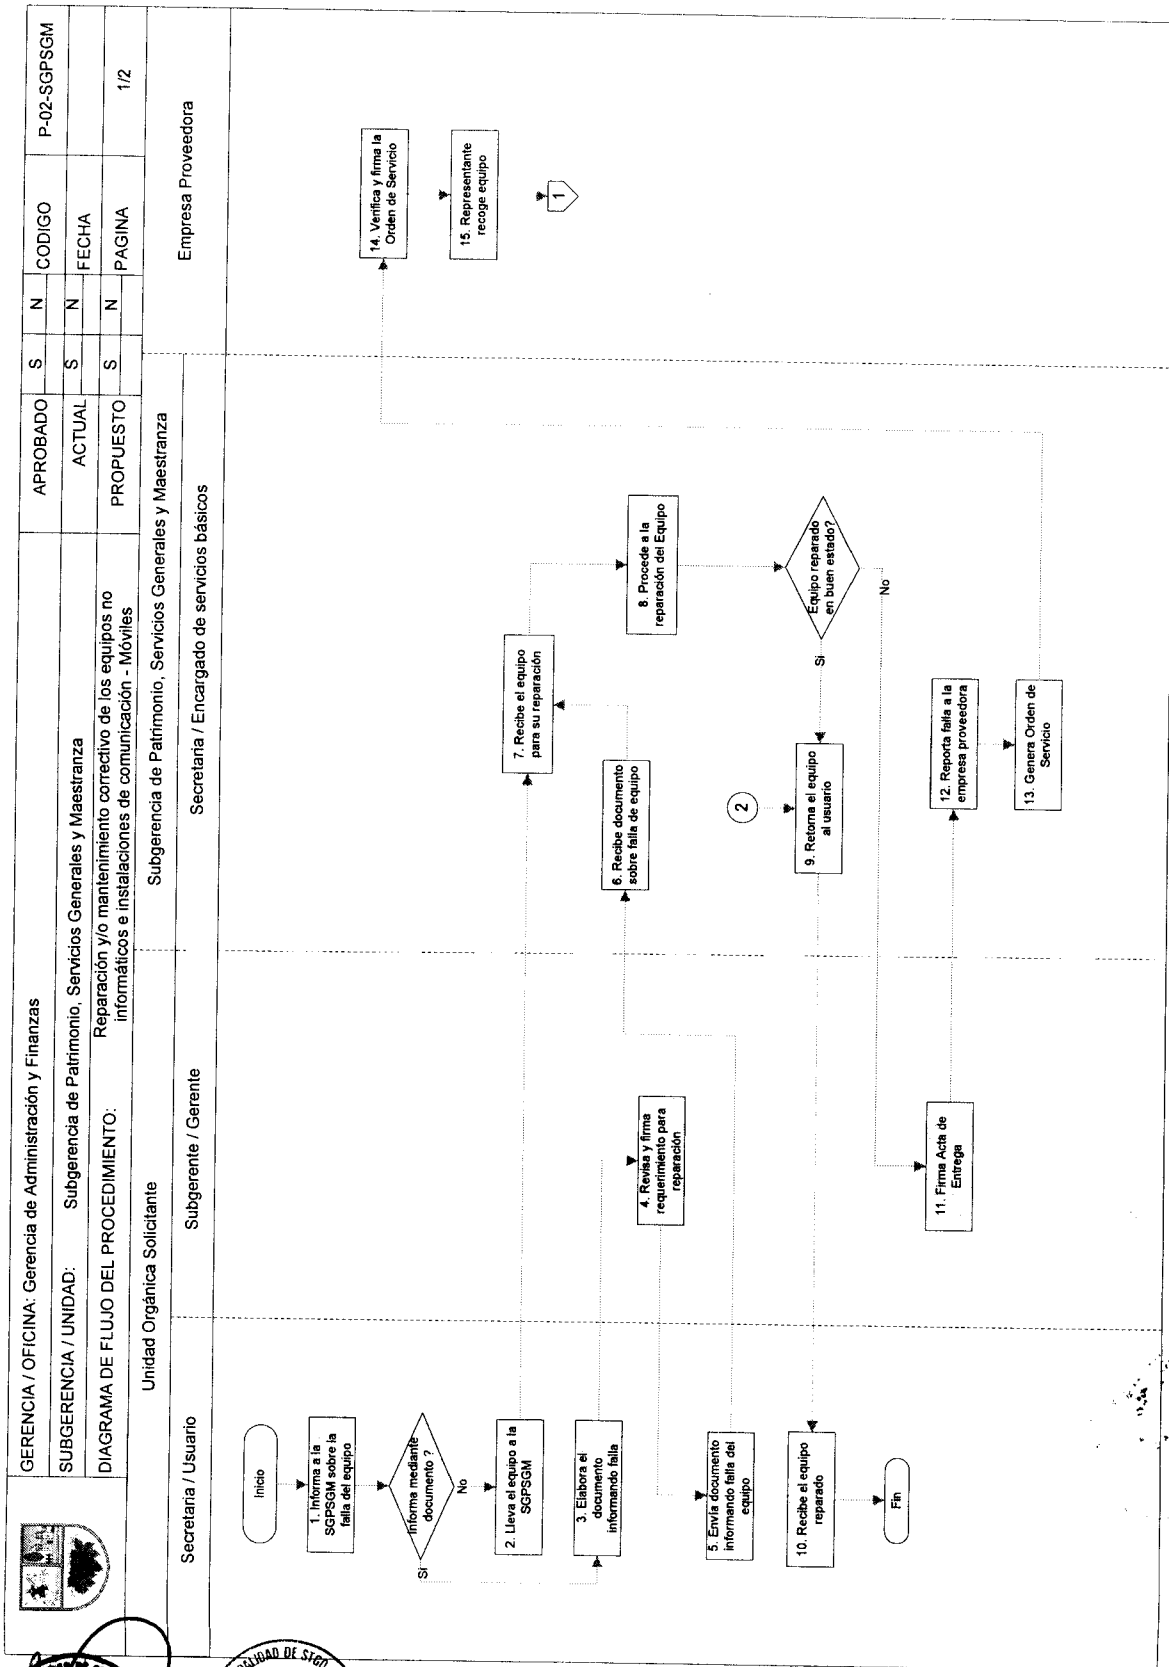 GERENCIA / OFICINA: Gerencia de Administración y Finanzas
APROBADO S N CODIGO P-02-SGPSGM
SUBGERENCIA / UNIDAD: Subgerencia de Patrimonio, Servicios Generales y Maestranza
ACTUAL S N FECHA
DIAGRAMA DE FLUJO DEL PROCEDIMIENTO: Reparación y/o mantenimiento correctivo de los equipos no
informáticos e instalaciones de comunicación - Móviles
PROPUESTO S N PAGINA 1/2
Unidad Orgánica Solicitante
Subgerencia de Patrimonio, Servicios Generales y Maestranza
Empresa Proveedora
Secretaria / Usuario
Subgerente / Gerente
Secretaria / Encargado de servicios básicos
Inicio
1. Informa a la
SGPSGM sobre la
falla del equipo
Informa mediante
documento ?
Si
No
2. Lleva el equipo a la
SGPSGM
3. Elabora el
documento
informando falla
4. Revisa y firma
requerimiento para
reparación
5. Envía documento
informando falla del
equipo
6. Recibe documento
sobre falla de equipo
7. Recibe el equipo
para su reparación
8. Procede a la
reparación del Equipo
Equipo reparado
en buen estado?
Si
No
2
9. Retorna el equipo
al usuario
10. Recibe el equipo
reparado
Fin
11. Firma Acta de
Entrega
12. Reporta falla a la
empresa proveedora
13. Genera Orden de
Servicio
14. Verifica y firma la
Orden de Servicio
15. Representante
recoge equipo
1
DE STGO